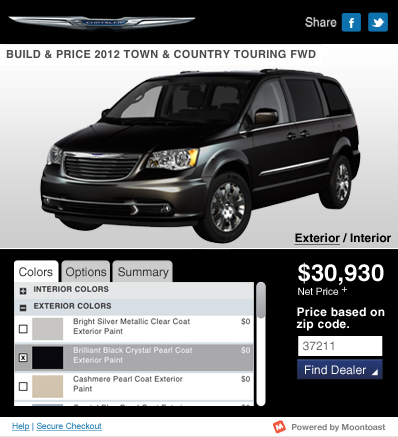 CHRYSLER
Share
BUILD & PRICE 2012 TOWN & COUNTRY TOURING FWD
Exterior / Interior
Colors Options Summary
INTERIOR COLORS
EXTERIOR COLORS
Bright Silver Metallic Clear Coat $0
Exterior Paint
Brilliant Black Crystal Pearl Coat $0
Exterior Paint
Cashmere Pearl Coat Exterior $0
Paint
$30,930
Net Price +
Price based on
zip code.
37211
Find Dealer
Help | Secure Checkout
Powered by Moontoast